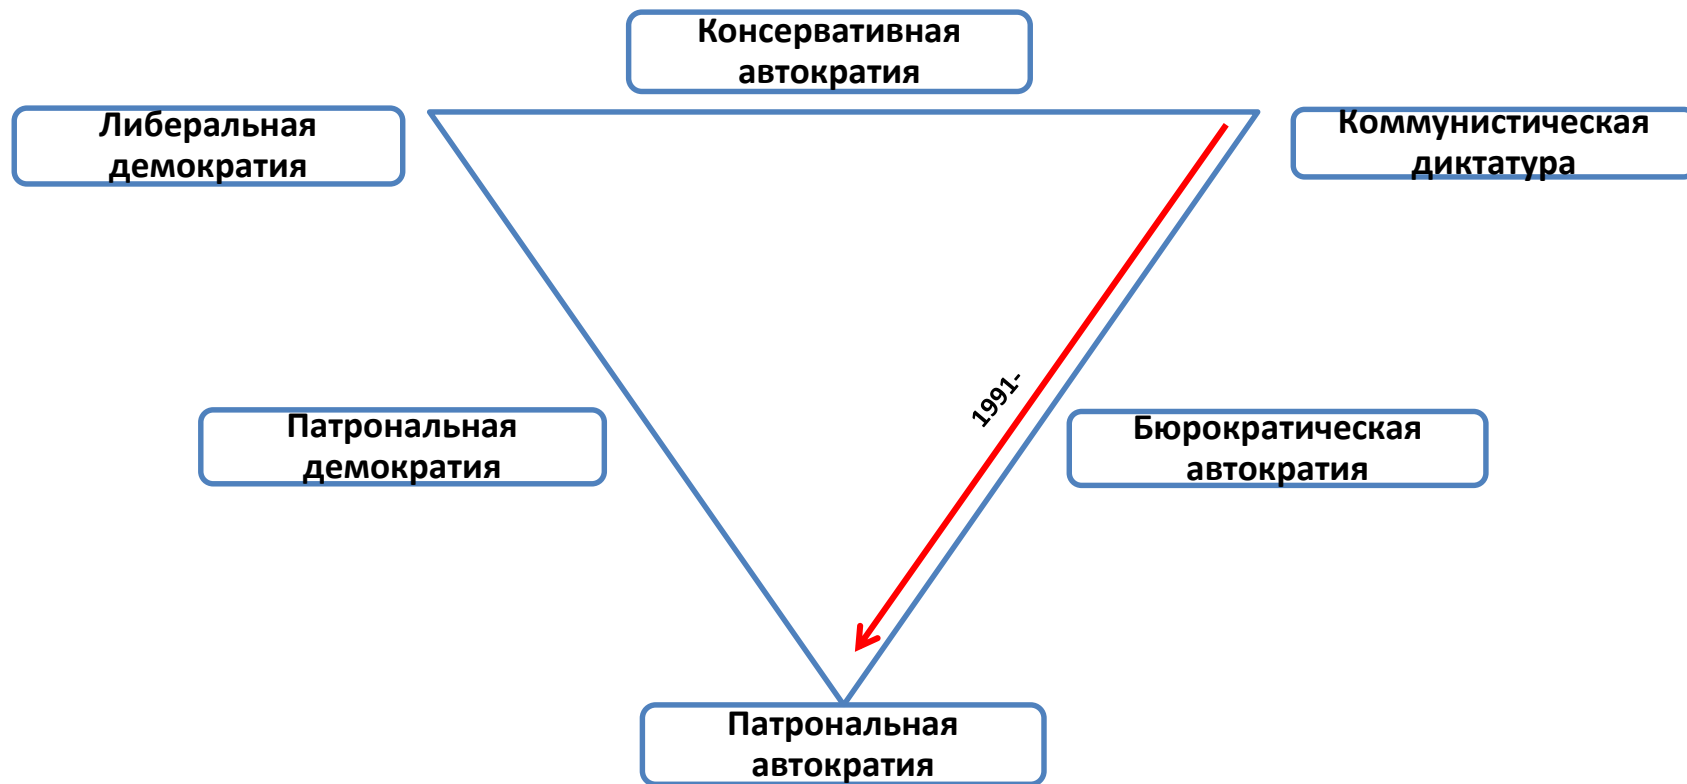 Консервативная
автократия
Либеральная
демократия
Коммунистическая
диктатура
1991-
Патрональная
демократия
Бюрократическая
автократия
Патрональная
автократия